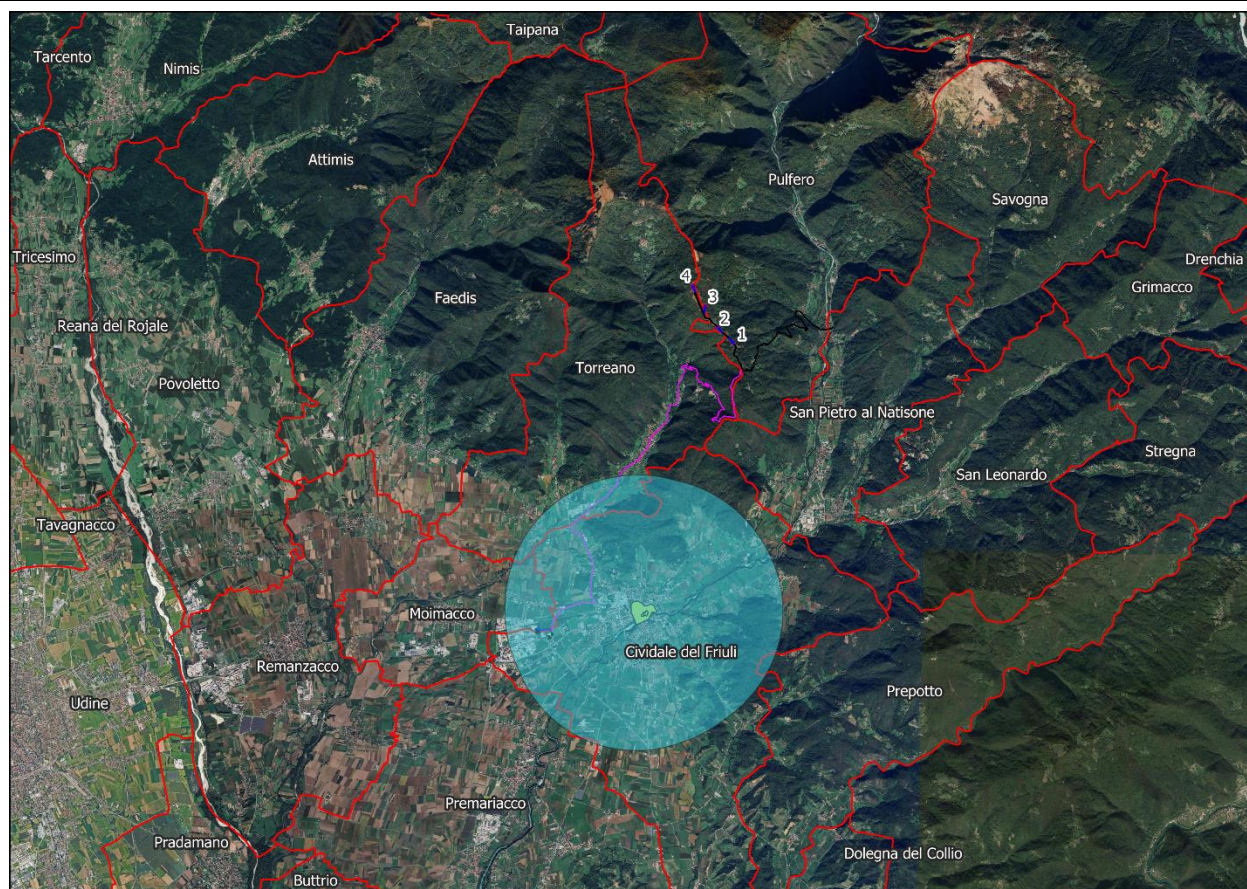 Taipana
Tarcento
Nimis
Attimis
Pulfero
Savogna
Tricesimo
Drenchia
Grimacco
4
Faedis
3
Reana del Rojale
2
1
Torreano
Povoletto
San Pietro al Natisone
Stregna
San Leonardo
Tavagnacco
Moimacco
Cividale del Friuli
Remanzacco
Prepotto
Udine
Premariacco
Pradamano
Dolegna del Collio
Buttrio